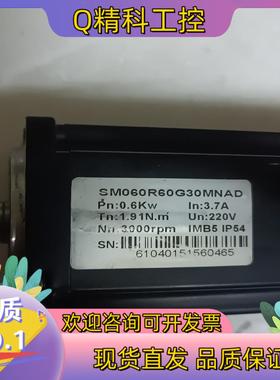 Q精科工控
SM060R60G30MNAD
Pn:0.6Kw In:3.7A
Tn:1.91N.m Un:220V
Nn:3000rpm IMB5 IP54
SN:
61040151560465
质
O.1
欢迎咨询可可开票
现货直发 品质保证